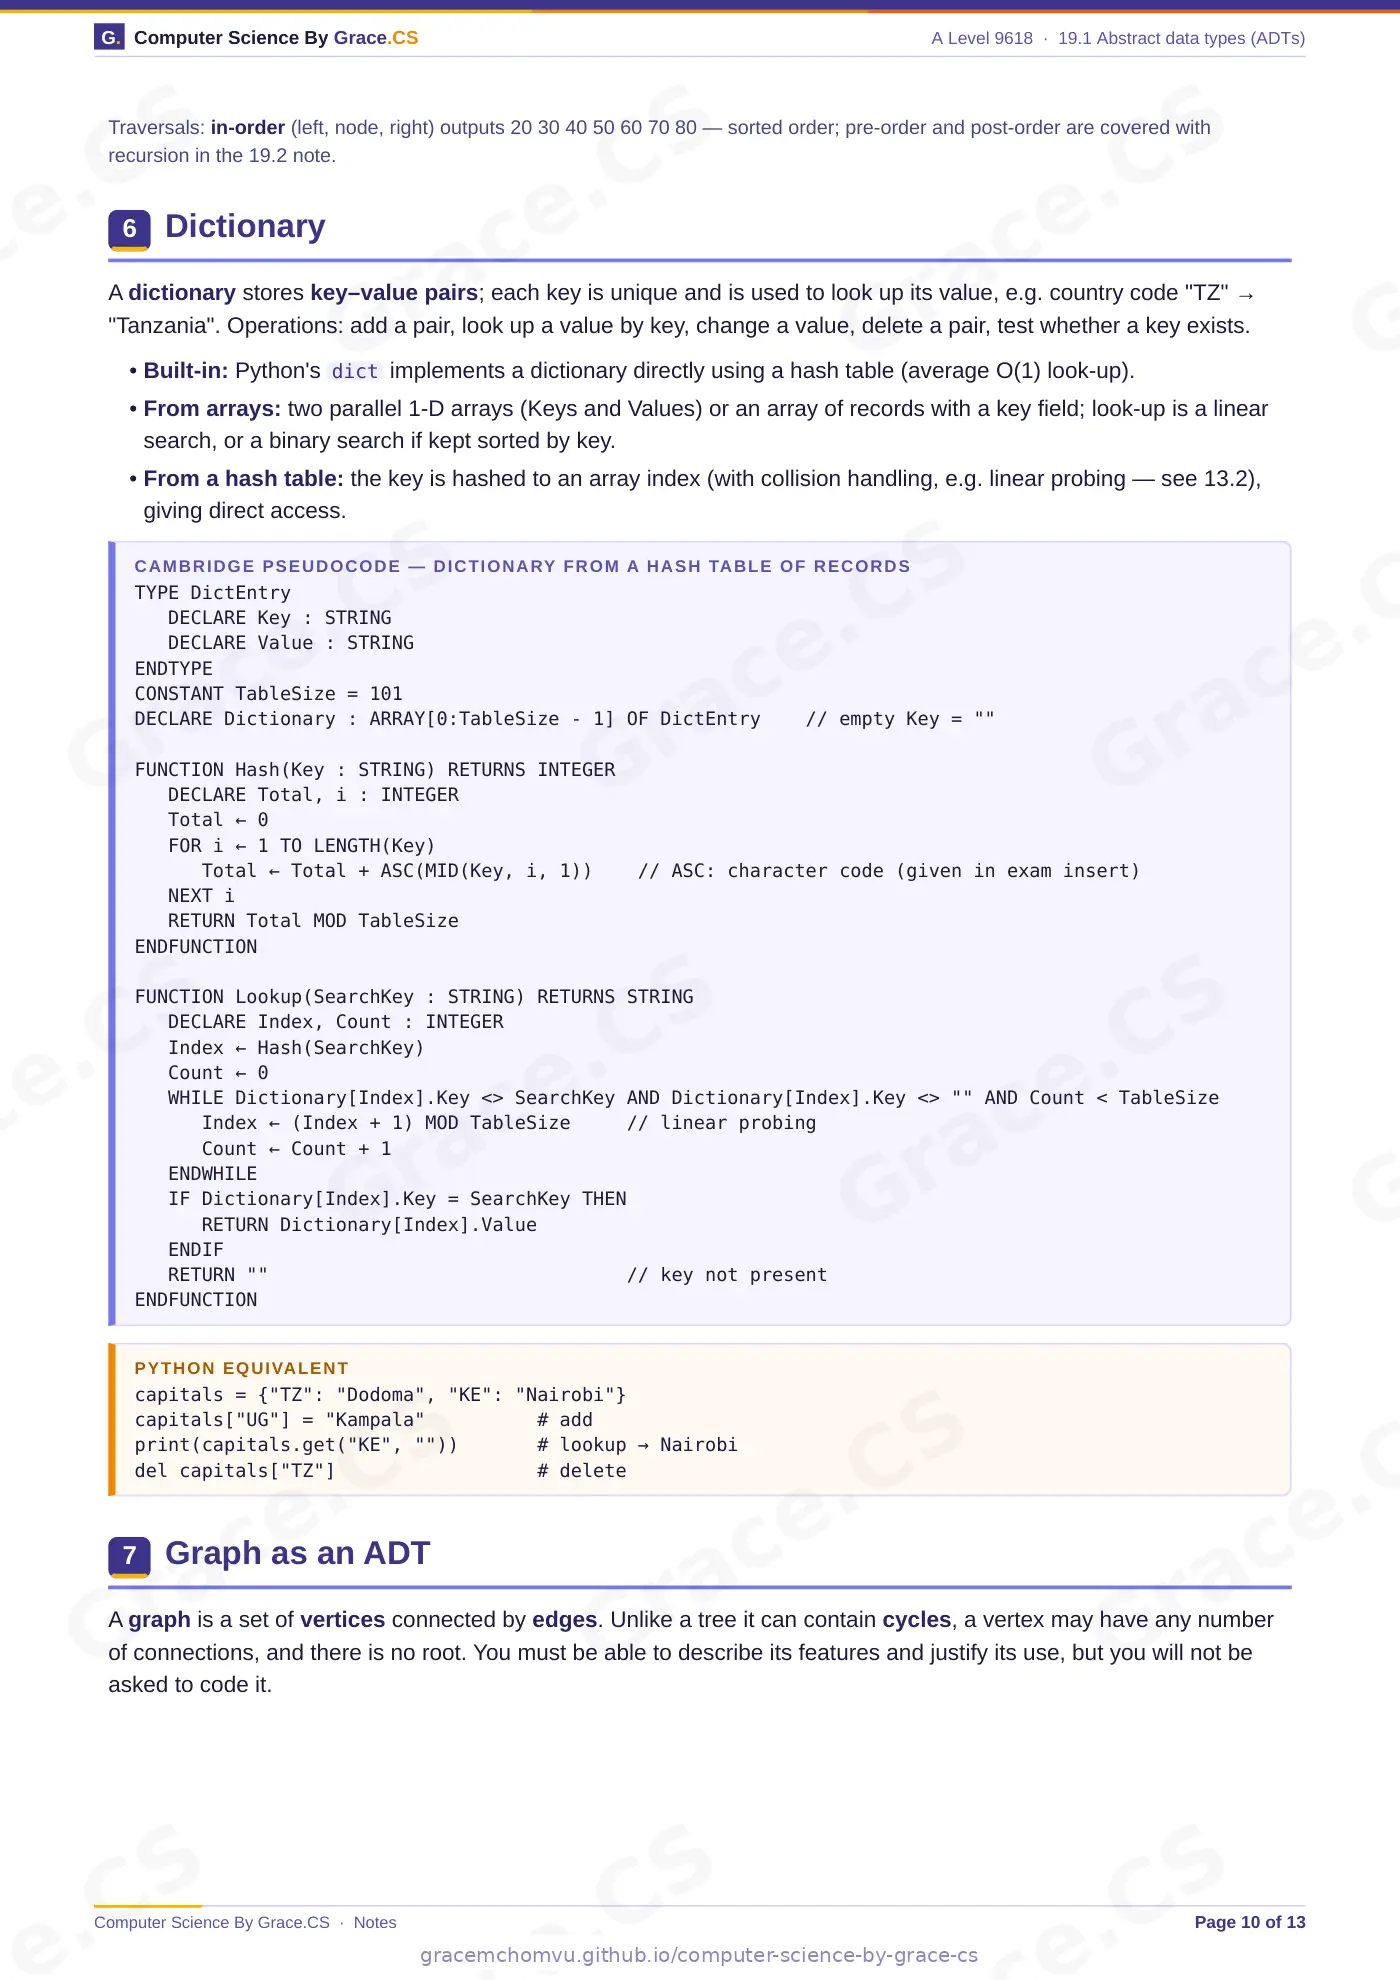 G. Computer Science By Grace.CS
A Level 9618 · 19.1 Abstract data types (ADTs)
Traversals: in-order (left, node, right) outputs 20 30 40 50 60 70 80 — sorted order; pre-order and post-order are covered with
recursion in the 19.2 note.
6 Dictionary
A dictionary stores key–value pairs; each key is unique and is used to look up its value, e.g. country code "TZ" →
"Tanzania". Operations: add a pair, look up a value by key, change a value, delete a pair, test whether a key exists.
• Built-in: Python's dict implements a dictionary directly using a hash table (average O(1) look-up).
• From arrays: two parallel 1-D arrays (Keys and Values) or an array of records with a key field; look-up is a linear
search, or a binary search if kept sorted by key.
• From a hash table: the key is hashed to an array index (with collision handling, e.g. linear probing — see 13.2),
giving direct access.
CAMBRIDGE PSEUDOCODE — DICTIONARY FROM A HASH TABLE OF RECORDS
TYPE DictEntry
   DECLARE Key : STRING
   DECLARE Value : STRING
ENDTYPE
CONSTANT TableSize = 101
DECLARE Dictionary : ARRAY[0:TableSize - 1] OF DictEntry    // empty Key = ""
FUNCTION Hash(Key : STRING) RETURNS INTEGER
   DECLARE Total, i : INTEGER
   Total ← 0
   FOR i ← 1 TO LENGTH(Key)
      Total ← Total + ASC(MID(Key, i, 1))    // ASC: character code (given in exam insert)
   NEXT i
   RETURN Total MOD TableSize
ENDFUNCTION
FUNCTION Lookup(SearchKey : STRING) RETURNS STRING
   DECLARE Index, Count : INTEGER
   Index ← Hash(SearchKey)
   Count ← 0
   WHILE Dictionary[Index].Key <> SearchKey AND Dictionary[Index].Key <> "" AND Count < TableSize
      Index ← (Index + 1) MOD TableSize     // linear probing
      Count ← Count + 1
   ENDWHILE
   IF Dictionary[Index].Key = SearchKey THEN
      RETURN Dictionary[Index].Value
   ENDIF
   RETURN ""                                // key not present
ENDFUNCTION
PYTHON EQUIVALENT
capitals = {"TZ": "Dodoma", "KE": "Nairobi"}
capitals["UG"] = "Kampala"          # add
print(capitals.get("KE", ""))       # lookup → Nairobi
del capitals["TZ"]                  # delete
7 Graph as an ADT
A graph is a set of vertices connected by edges. Unlike a tree it can contain cycles, a vertex may have any number
of connections, and there is no root. You must be able to describe its features and justify its use, but you will not be
asked to code it.
Computer Science By Grace.CS · Notes
Page 10 of 13
gracemchomvu.github.io/computer-science-by-grace-cs